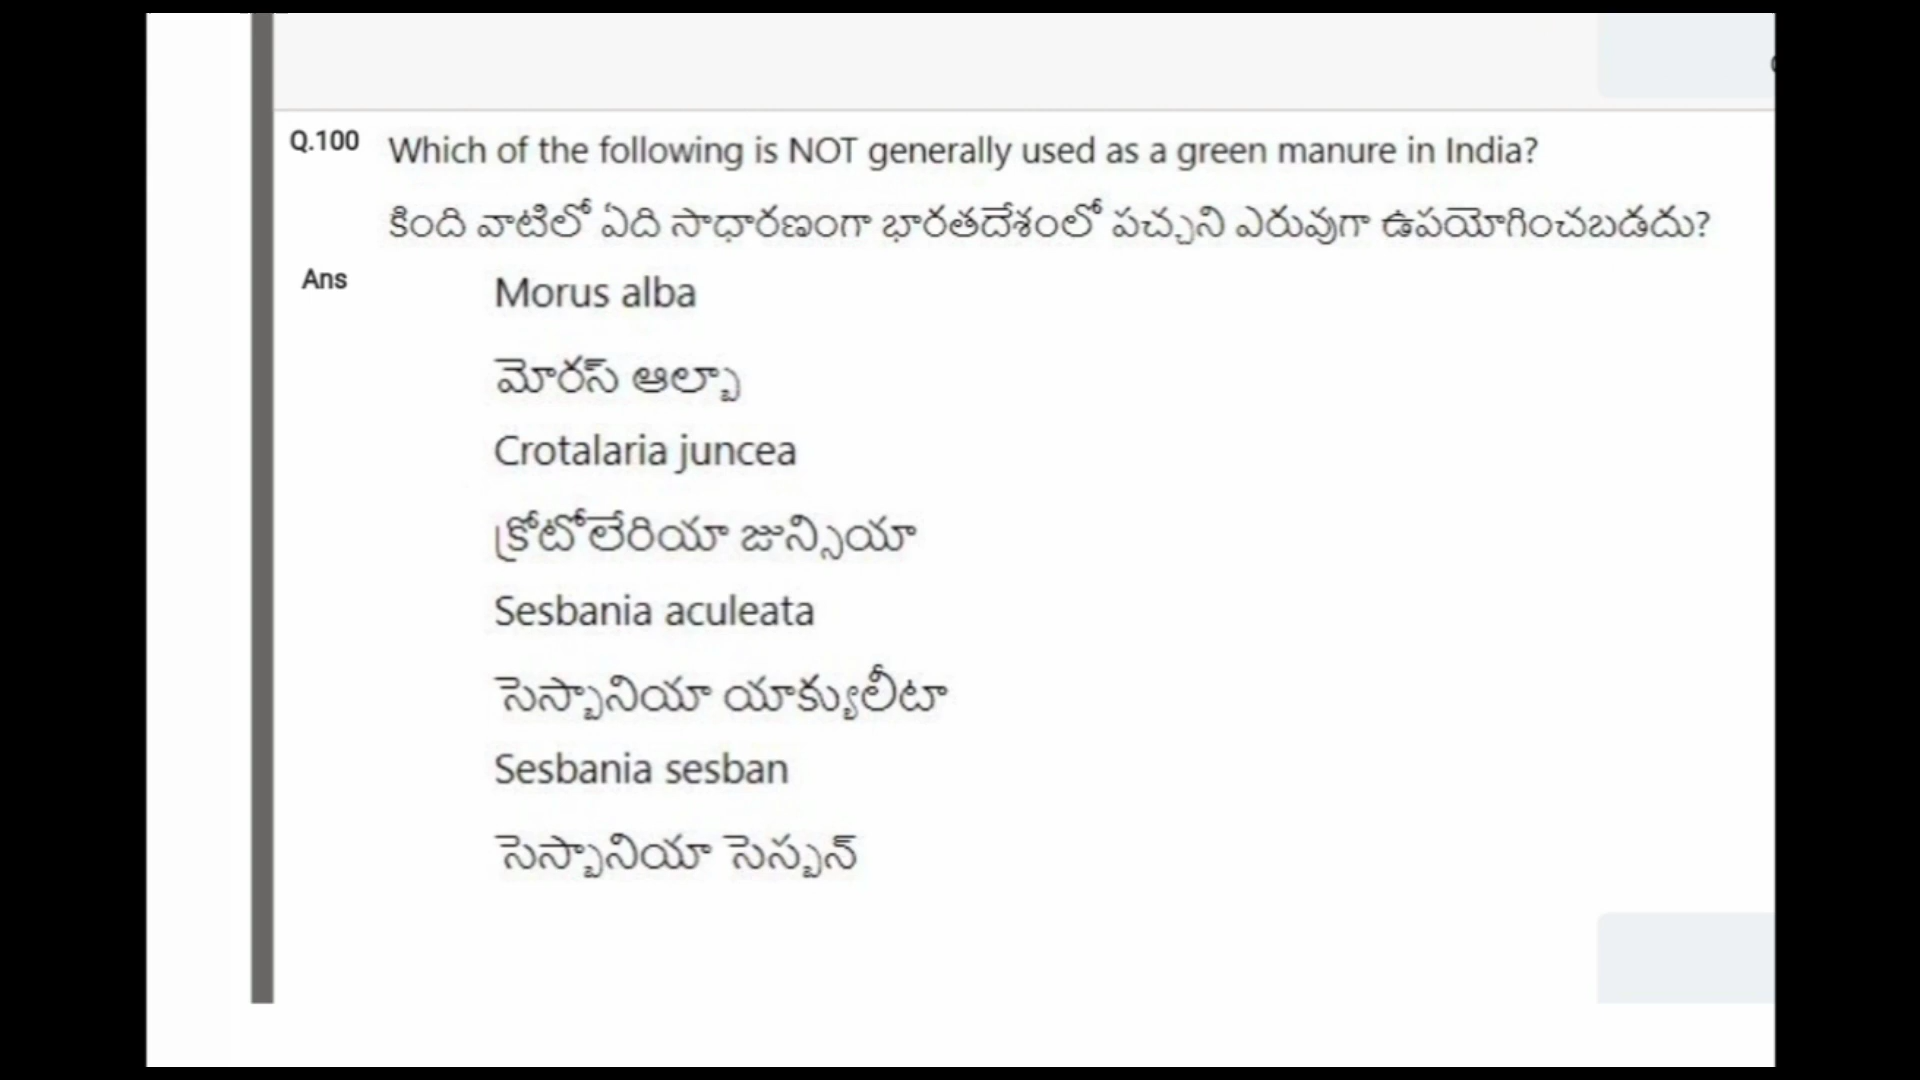 Q.100 Which of the following is NOT generally used as a green manure in India?
కింది వాటిలో ఏది సాధారణంగా భారతదేశంలో పచ్చని ఎరువుగా ఉపయోగించబడదు?
Ans Morus alba
మోరస్ ఆల్బా
Crotalaria juncea
క్రోటోలేరియా జున్సియా
Sesbania aculeata
సెస్బానియా యాక్యులీటా
Sesbania sesban
సెస్బానియా సెస్బన్